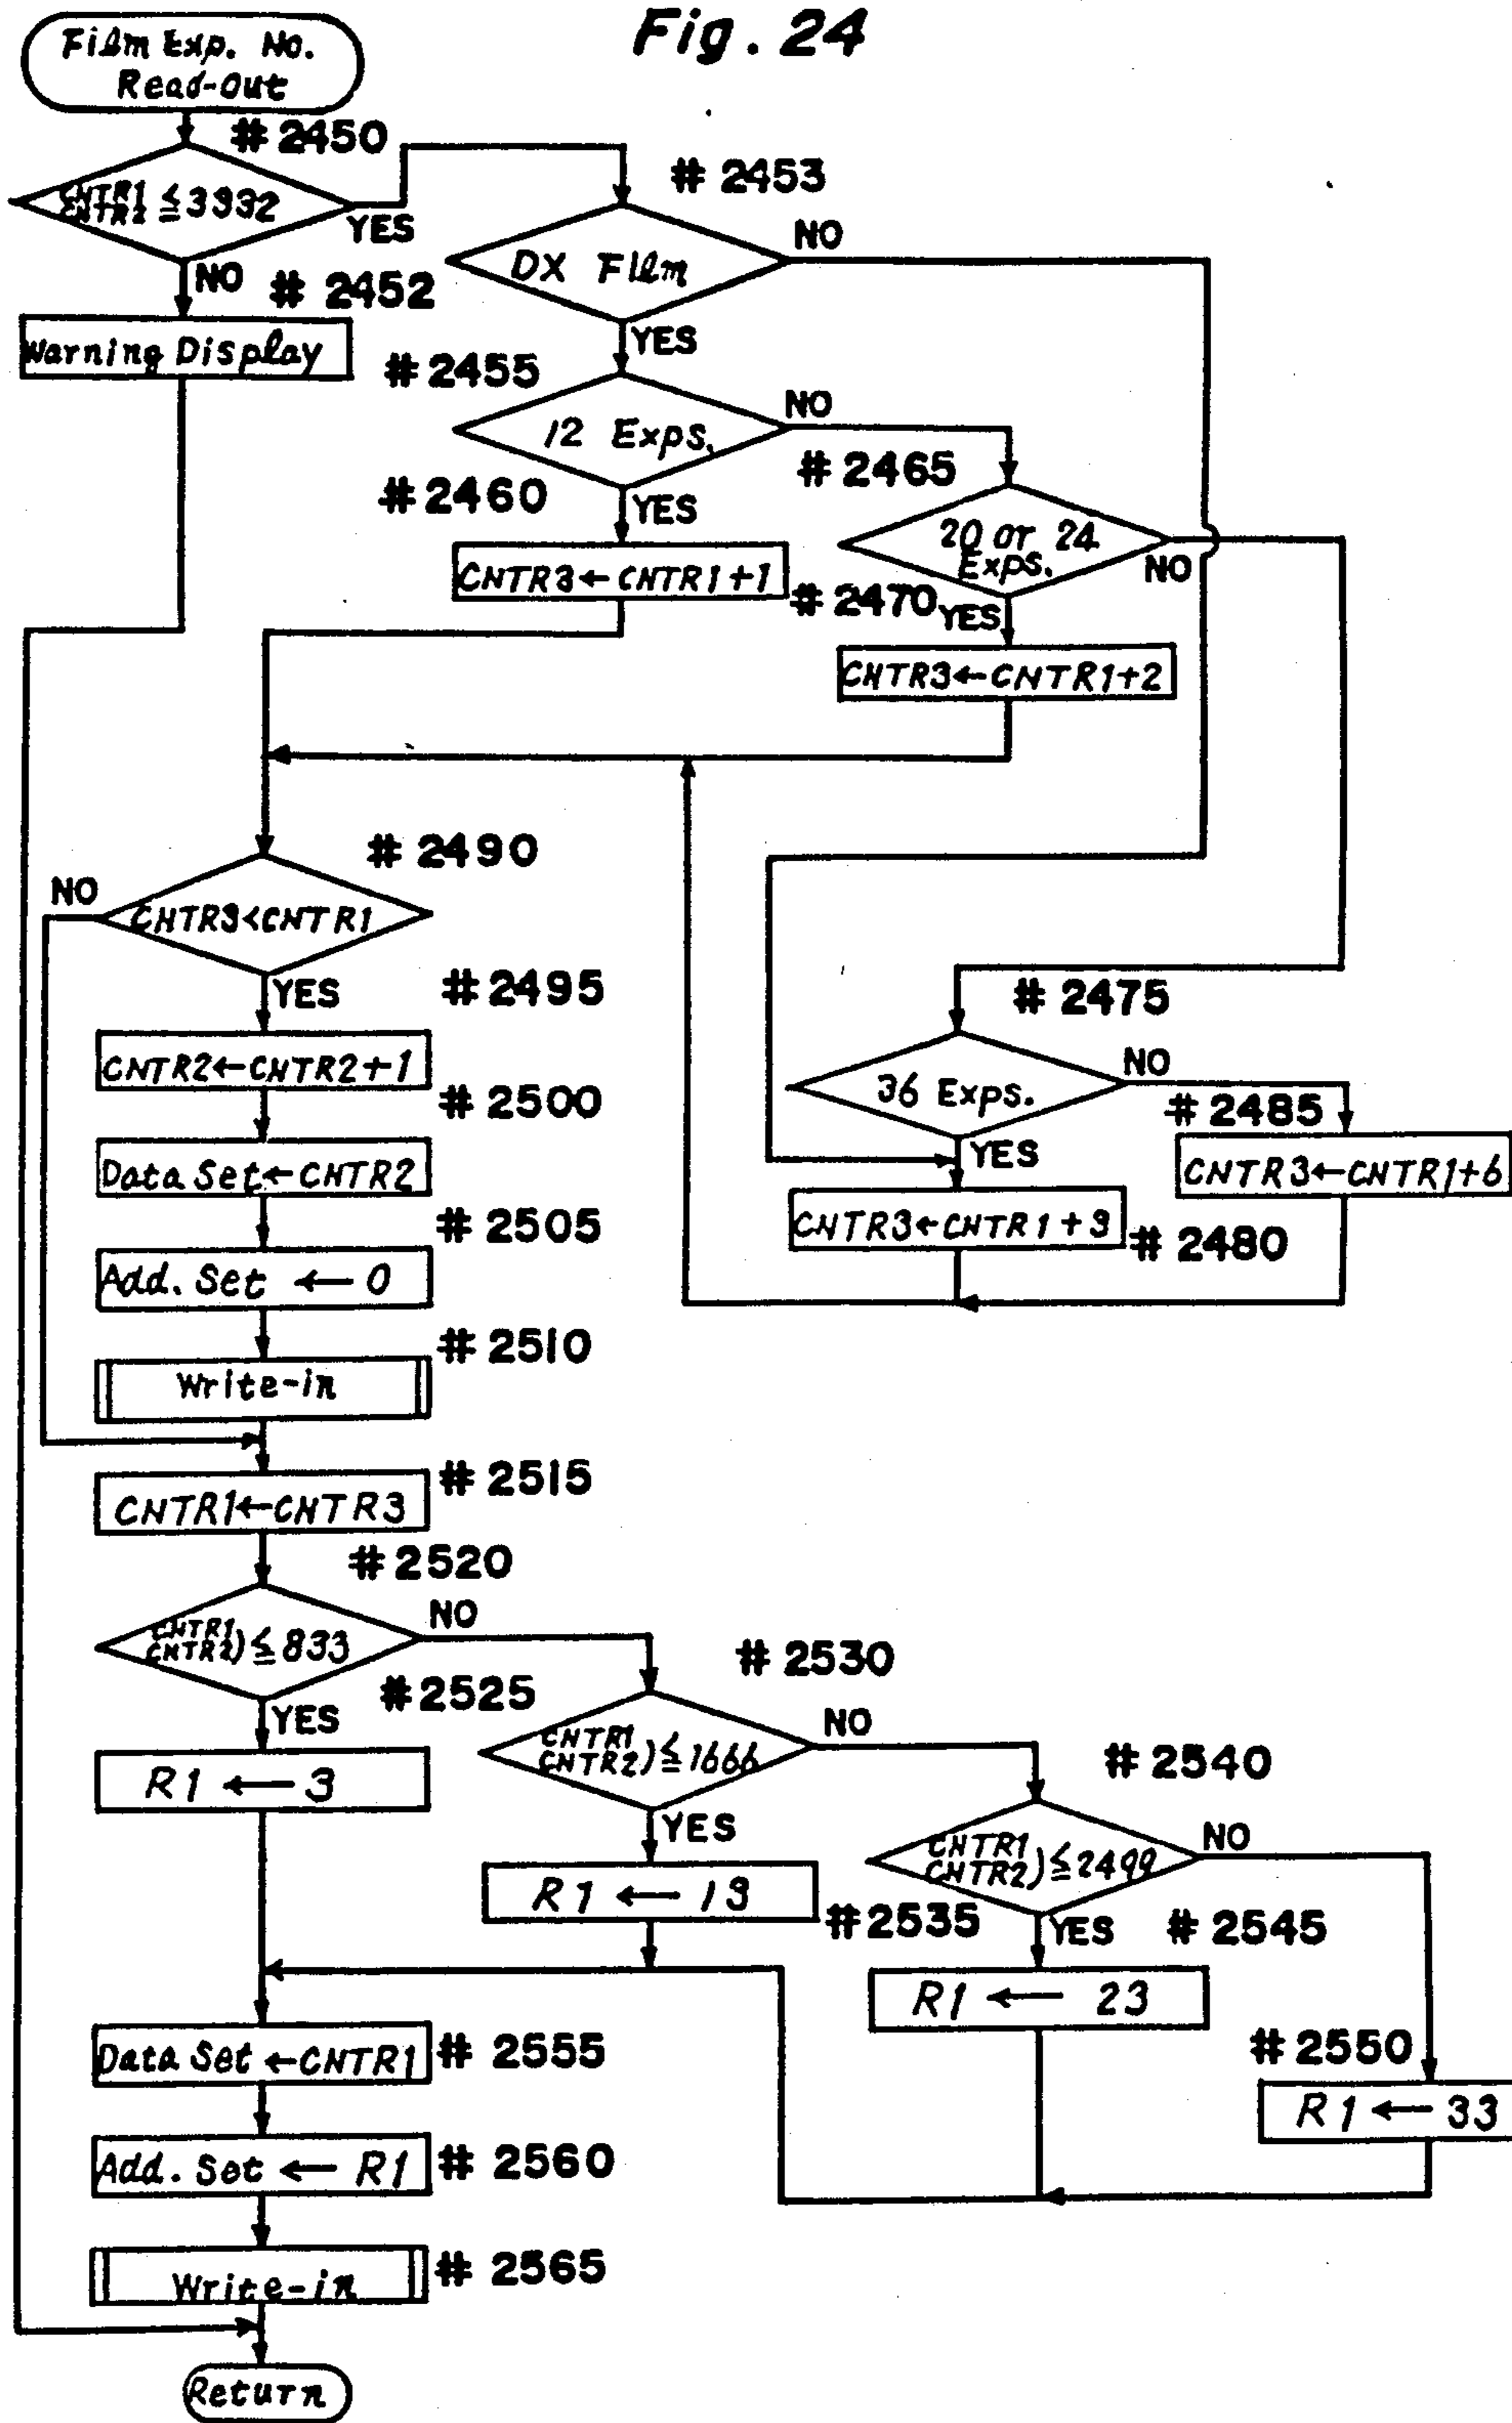 Fig. 24
Film Exp. No.
Read-out
# 2450
CNTR1
CNTR2 ≦3332
YES
NO
# 2452
Warning Display
# 2453
DX Film
NO
YES
# 2455
12 Exps.
NO
# 2460
YES
CNTR3←CNTR1+1
# 2465
20 or 24
Exps.
NO
# 2470
YES
CNTR3←CNTR1+2
# 2490
NO
CNTR3<CNTR1
YES
# 2495
CNTR2←CNTR2+1
# 2475
36 Exps.
NO
# 2485
YES
CNTR3←CNTR1+6
CNTR3←CNTR1+3
# 2480
# 2500
Data Set←CNTR2
# 2505
Add. Set ← 0
# 2510
Write-in
# 2515
CNTR1←CNTR3
# 2520
CNTR1
CNTR2)≦833
NO
# 2525
YES
R1 ← 3
# 2530
CNTR1
CNTR2)≦1666
NO
YES
R1 ← 13
# 2535
# 2540
CNTR1
CNTR2)≦2499
NO
YES
# 2545
R1 ← 23
# 2550
R1 ← 33
Data Set ←CNTR1
# 2555
Add. Set ← R1
# 2560
Write-in
# 2565
Return